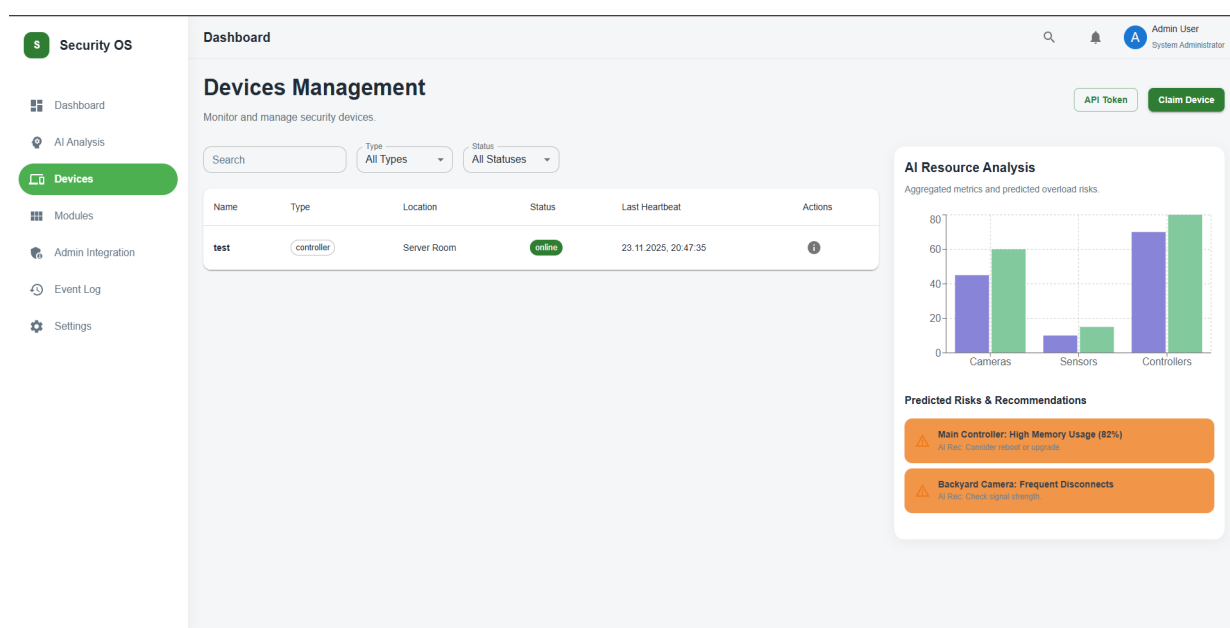 S
Security OS
Dashboard
AI Analysis
Devices
Modules
Admin Integration
Event Log
Settings
Dashboard
A
Admin User
System Administrator
Devices Management
Monitor and manage security devices.
API Token
Claim Device
Search
Type
All Types
Status
All Statuses
Name Type Location Status Last Heartbeat Actions
test controller Server Room online 23.11.2025, 20:47:35
AI Resource Analysis
Aggregated metrics and predicted overload risks.
80
60
40
20
0
Cameras Sensors Controllers
Predicted Risks & Recommendations
Main Controller: High Memory Usage (82%)
AI Rec: Consider reboot or upgrade.
Backyard Camera: Frequent Disconnects
AI Rec: Check signal strength.